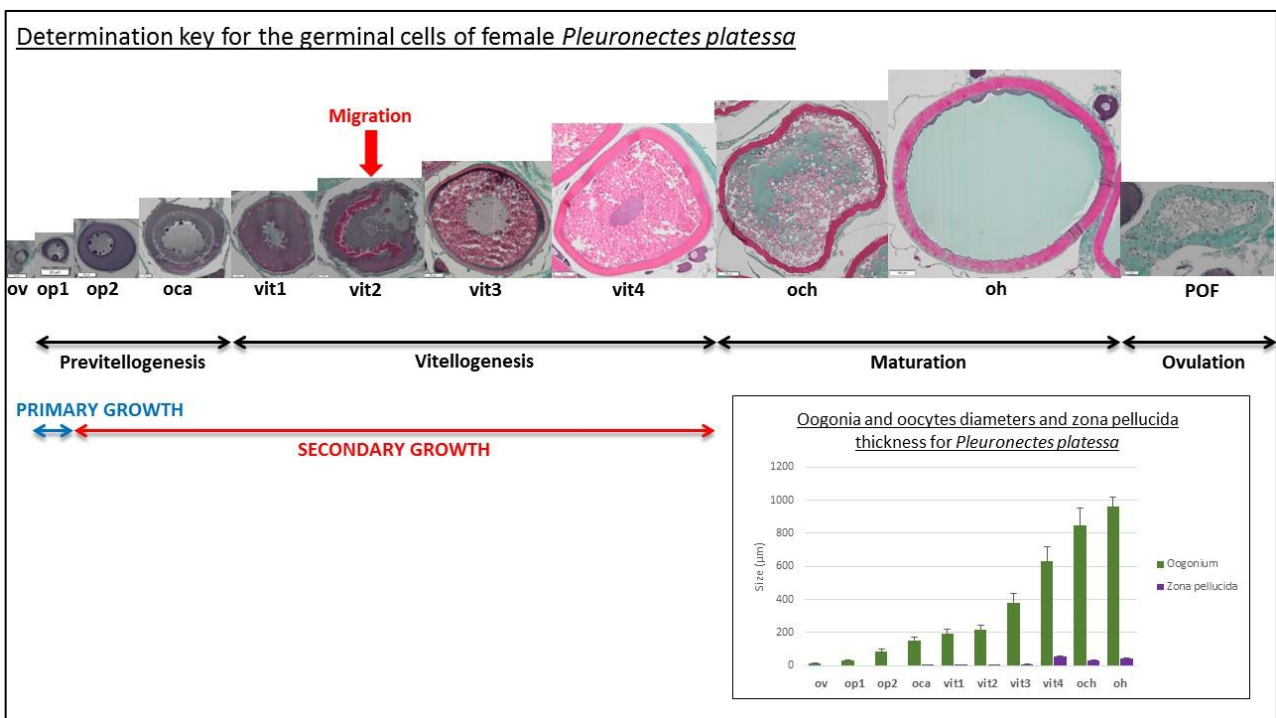 Determination key for the germinal cells of female Pleuronectes platessa
Migration
ov op1 op2 oca vit1 vit2 vit3 vit4 och oh POF
Previtellogenesis Vitellogenesis Maturation Ovulation
PRIMARY GROWTH
SECONDARY GROWTH
Oogonia and oocytes diameters and zona pellucida
thickness for Pleuronectes platessa
1200
1000
800
600
400
200
0
Size (µm)
Oogonium
Zona pellucida
ov op1 op2 oca vit1 vit2 vit3 vit4 och oh